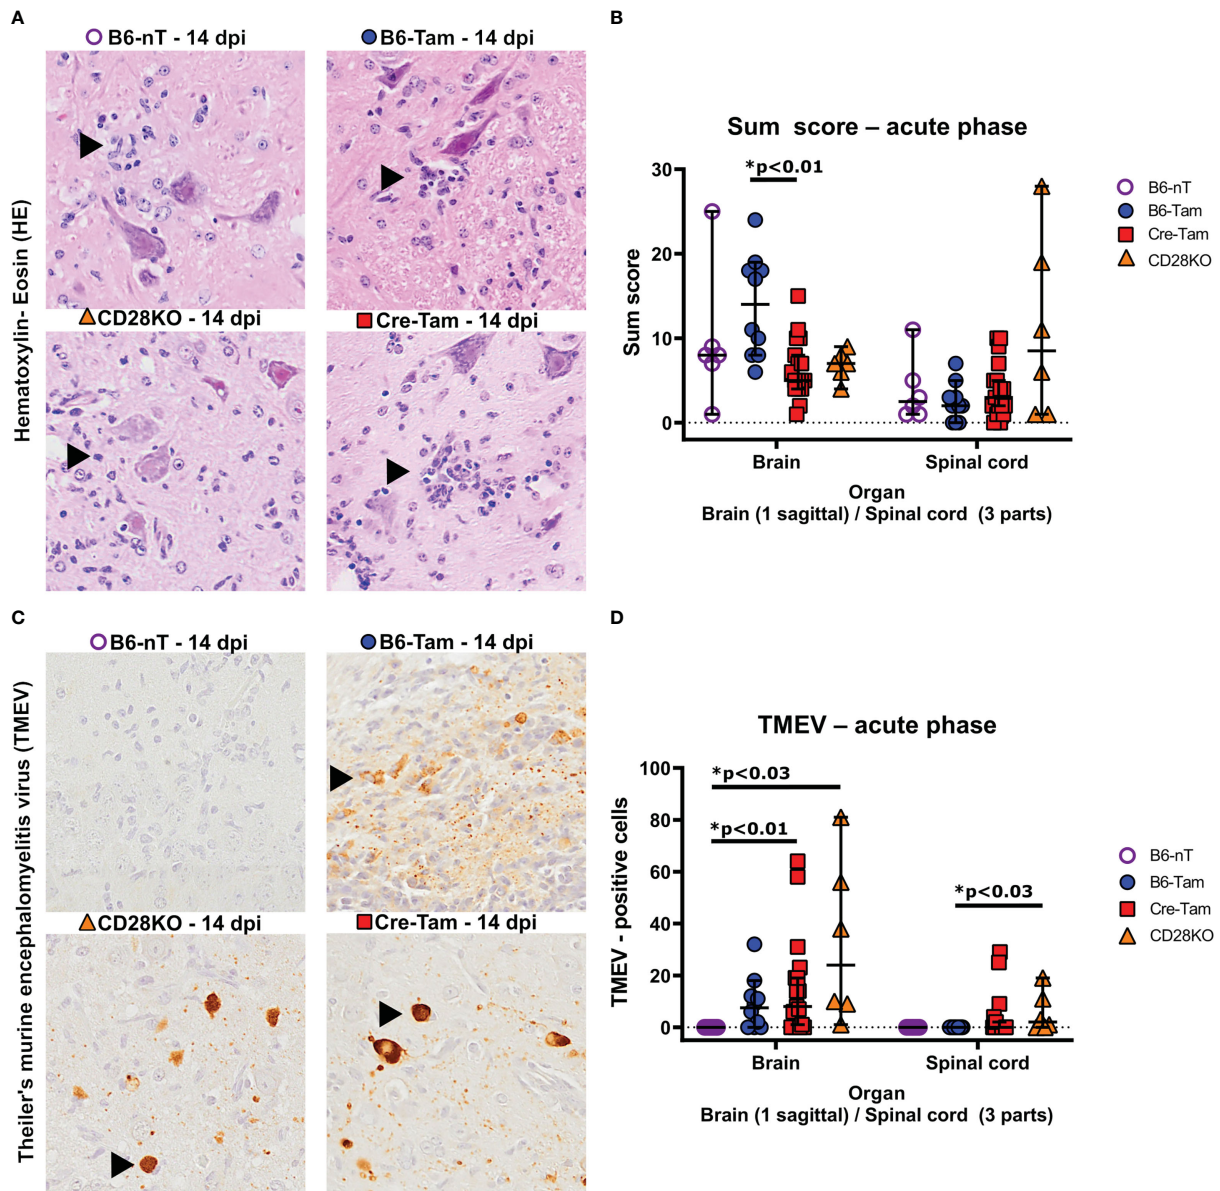 A
B6-nT - 14 dpi
B6-Tam - 14 dpi
CD28KO - 14 dpi
Cre-Tam - 14 dpi
Hematoxylin- Eosin (HE)
B
Sum score – acute phase
*p<0.01
30
20
10
0
Sum score
Brain
Spinal cord
Organ
Brain (1 sagittal) / Spinal cord (3 parts)
B6-nT
B6-Tam
Cre-Tam
CD28KO
C
B6-nT - 14 dpi
B6-Tam - 14 dpi
CD28KO - 14 dpi
Cre-Tam - 14 dpi
Theiler's murine encephalomyelitis virus (TMEV)
D
TMEV – acute phase
*p<0.03
*p<0.01
*p<0.03
100
80
60
40
20
0
TMEV - positive cells
Brain
Spinal cord
Organ
Brain (1 sagittal) / Spinal cord (3 parts)
B6-nT
B6-Tam
Cre-Tam
CD28KO